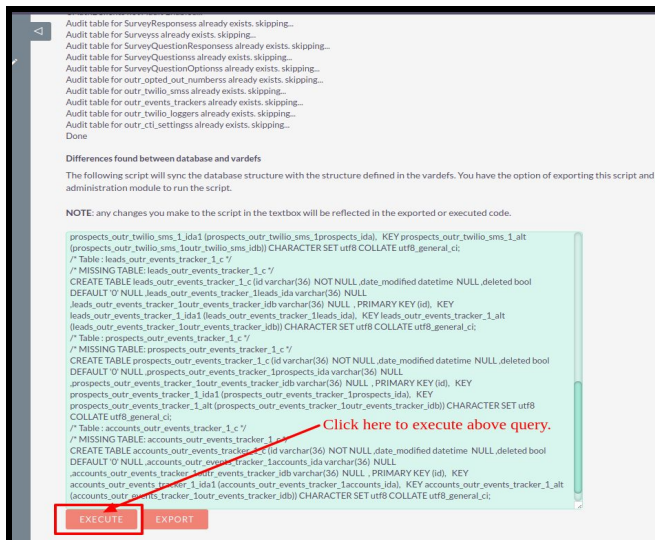 Audit table for SurveyResponsess already exists. skipping...
Audit table for Surveyss already exists. skipping...
Audit table for SurveyQuestionResponsess already exists. skipping...
Audit table for SurveyQuestionss already exists. skipping...
Audit table for SurveyQuestionOptionss already exists. skipping...
Audit table for outr_opted_out_numberss already exists. skipping...
Audit table for outr_twilio_smss already exists. skipping...
Audit table for outr_events_trackers already exists. skipping...
Audit table for outr_twilio_loggers already exists. skipping...
Audit table for outr_cti_settingss already exists. skipping...
Done
Differences found between database and vardefs
The following script will sync the database structure with the structure defined in the vardefs. You have the option of exporting this script and
administration module to run the script.
NOTE: any changes you make to the script in the textbox will be reflected in the exported or executed code.
prospects_outr_twilio_sms_1_ida1 (prospects_outr_twilio_sms_1prospects_ida), KEY prospects_outr_twilio_sms_1_alt
(prospects_outr_twilio_sms_1outr_twilio_sms_idb)) CHARACTER SET utf8 COLLATE utf8_general_ci;
/* Table : leads_outr_events_tracker_1_c */
/* MISSING TABLE: leads_outr_events_tracker_1_c */
CREATE TABLE leads_outr_events_tracker_1_c (id varchar(36) NOT NULL ,date_modified datetime NULL ,deleted bool
DEFAULT '0' NULL ,leads_outr_events_tracker_1leads_ida varchar(36) NULL
,leads_outr_events_tracker_1outr_events_tracker_idb varchar(36) NULL , PRIMARY KEY (id), KEY
leads_outr_events_tracker_1_ida1 (leads_outr_events_tracker_1leads_ida), KEY leads_outr_events_tracker_1_alt
(leads_outr_events_tracker_1outr_events_tracker_idb)) CHARACTER SET utf8 COLLATE utf8_general_ci;
/* Table : prospects_outr_events_tracker_1_c */
/* MISSING TABLE: prospects_outr_events_tracker_1_c */
CREATE TABLE prospects_outr_events_tracker_1_c (id varchar(36) NOT NULL ,date_modified datetime NULL ,deleted bool
DEFAULT '0' NULL ,prospects_outr_events_tracker_1prospects_ida varchar(36) NULL
,prospects_outr_events_tracker_1outr_events_tracker_idb varchar(36) NULL , PRIMARY KEY (id), KEY
prospects_outr_events_tracker_1_ida1 (prospects_outr_events_tracker_1prospects_ida), KEY
prospects_outr_events_tracker_1_alt (prospects_outr_events_tracker_1outr_events_tracker_idb)) CHARACTER SET utf8
COLLATE utf8_general_ci;
/* Table : accounts_outr_events_tracker_1_c */
Click here to execute above query.
/* MISSING TABLE: accounts_outr_events_tracker_1_c */
CREATE TABLE accounts_outr_events_tracker_1_c (id varchar(36) NOT NULL ,date_modified datetime NULL ,deleted bool
DEFAULT '0' NULL ,accounts_outr_events_tracker_1accounts_ida varchar(36) NULL
,accounts_outr_events_tracker_1outr_events_tracker_idb varchar(36) NULL , PRIMARY KEY (id), KEY
accounts_outr_events_tracker_1_ida1 (accounts_outr_events_tracker_1accounts_ida), KEY accounts_outr_events_tracker_1_alt
(accounts_outr_events_tracker_1outr_events_tracker_idb)) CHARACTER SET utf8 COLLATE utf8_general_ci;
EXECUTE EXPORT